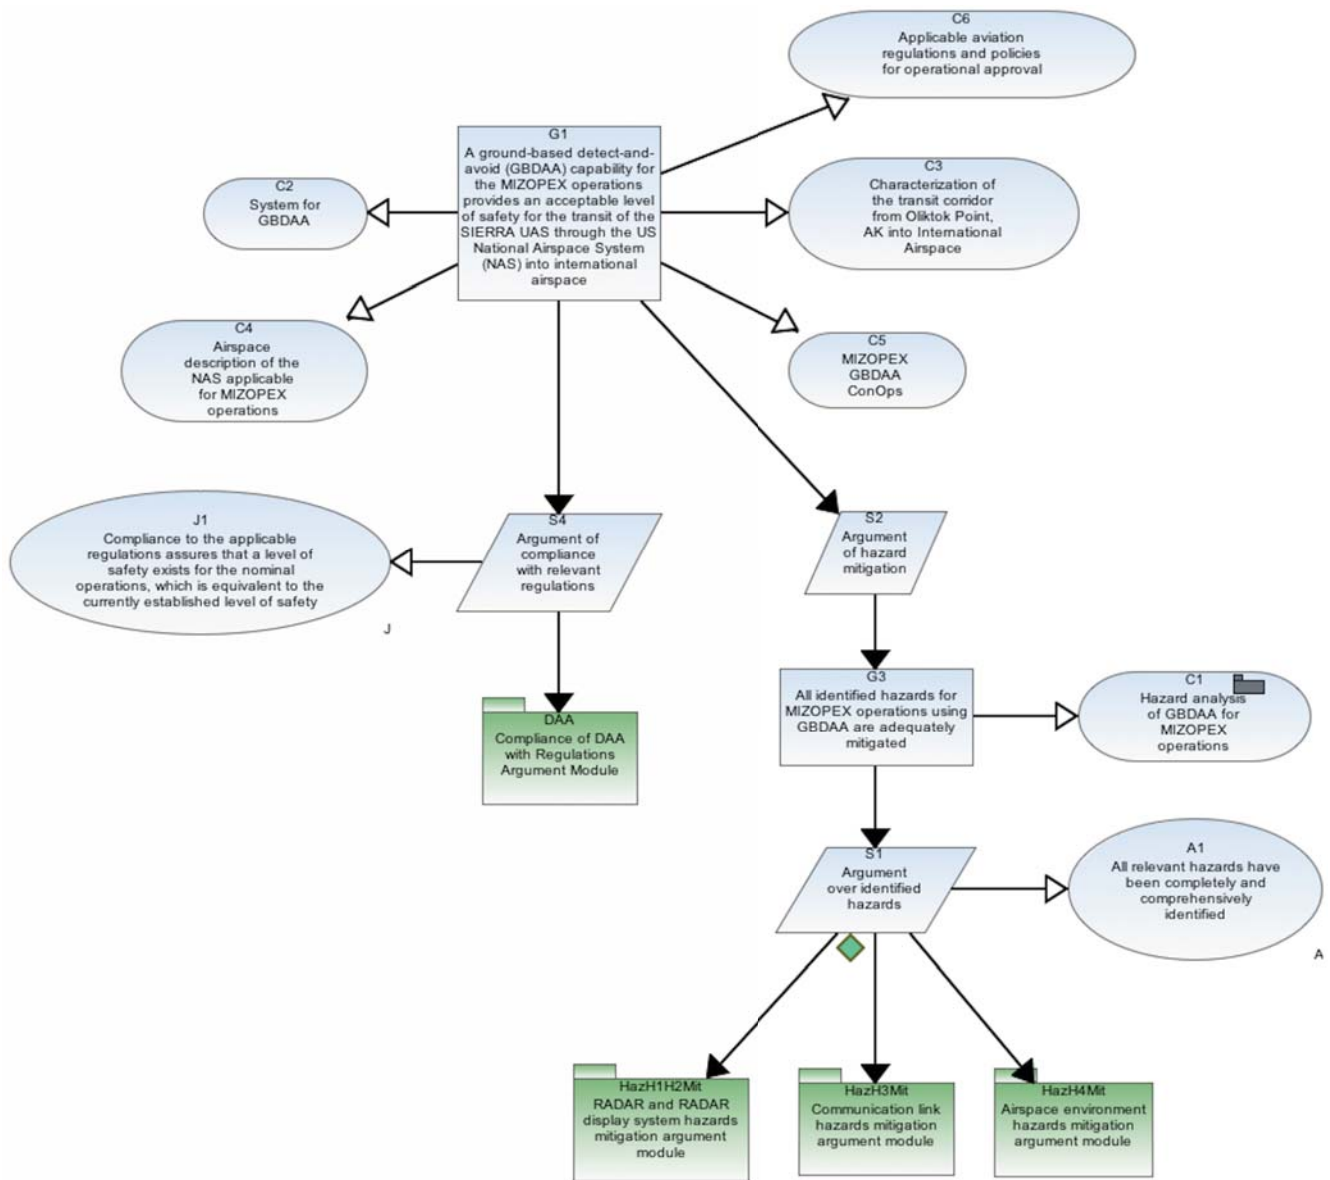 C6
Applicable aviation
regulations and policies
for operational approval
G1
A ground-based detect-and-
avoid (GBDAA) capability for
the MIZOPEX operations
provides an acceptable level
of safety for the transit of the
SIERRA UAS through the US
National Airspace System
(NAS) into international
airspace
C2
System for
GBDAA
C3
Characterization of
the transit corridor
from Oliktok Point,
AK into International
Airspace
C4
Airspace
description of the
NAS applicable
for MIZOPEX
operations
C5
MIZOPEX
GBDAA
ConOps
J1
Compliance to the applicable
regulations assures that a level of
safety exists for the nominal
operations, which is equivalent to the
currently established level of safety
J
S4
Argument of
compliance
with relevant
regulations
S2
Argument
of hazard
mitigation
DAA
Compliance of DAA
with Regulations
Argument Module
G3
All identified hazards for
MIZOPEX operations using
GBDAA are adequately
mitigated
C1
Hazard analysis
of GBDAA for
MIZOPEX
operations
S1
Argument
over identified
hazards
A1
All relevant hazards have
been completely and
comprehensively
identified
A
HazH1H2Mit
RADAR and RADAR
display system hazards
mitigation argument
module
HazH3Mit
Communication link
hazards mitigation
argument module
HazH4Mit
Airspace environment
hazards mitigation
argument module